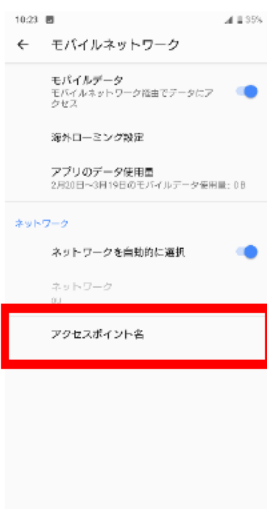 10:23
35%
モバイルネットワーク
モバイルデータ
モバイルネットワーク経由でデータにア
クセス
海外ローミング設定
アプリのデータ使用量
2月20日～3月19日のモバイルデータ使用量: 0 B
ネットワーク
ネットワークを自動的に選択
ネットワーク
アクセスポイント名